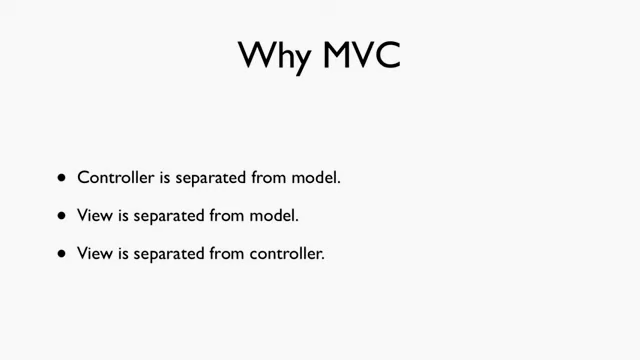 Why MVC
• Controller is separated from model.
• View is separated from model.
• View is separated from controller.